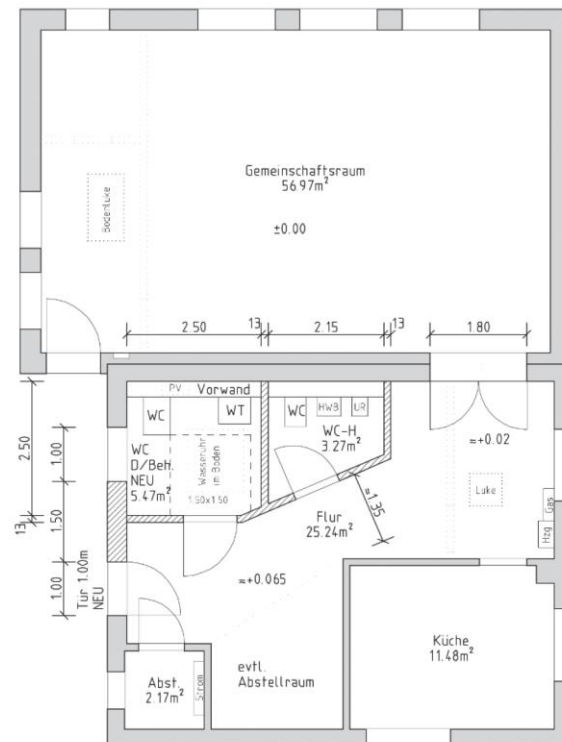 Gemeinschaftsraum
56.97m²
Bodenluke
±0.00
13
13
2.50
2.15
1.80
PV
Vorwand
WC
WT
WC
HWB
UR
WC-H
3.27m²
WC
D/Beh.
NEU
5.47m²
Wasseruhr
im Boden
1.50x1.50
≈+0.02
Luke
Gas
Hzg
≈1.35
Flur
25.24m²
2.50
1.00
1.50
13
1.00
Tür 1.00m
NEU
≈+0.065
Küche
11.48m²
evtl.
Abstellraum
Abst.
2.17m²
Strom